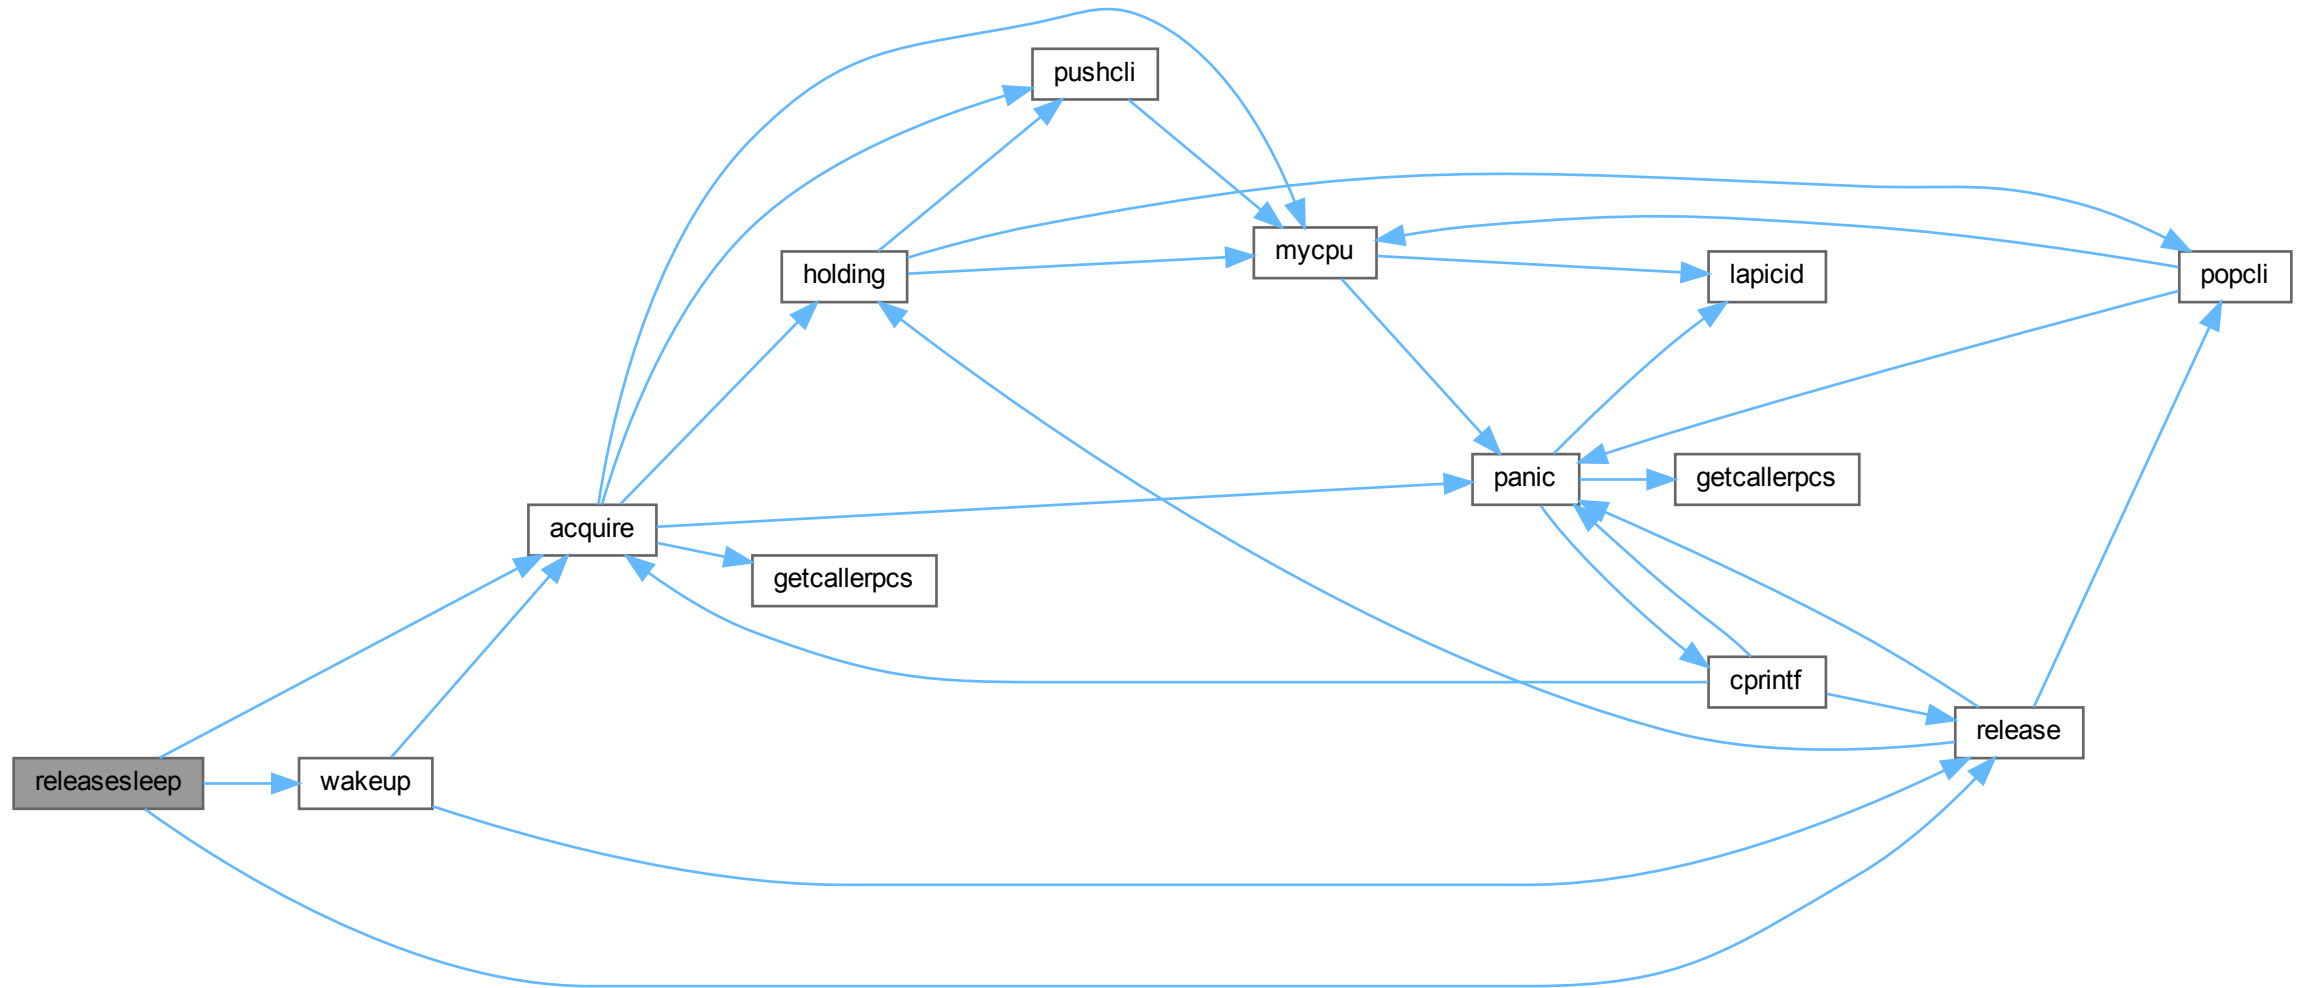 pushcli
mycpu
holding
lapicid
popcli
panic
getcallerpcs
acquire
getcallerpcs
cprintf
release
releasesleep
wakeup